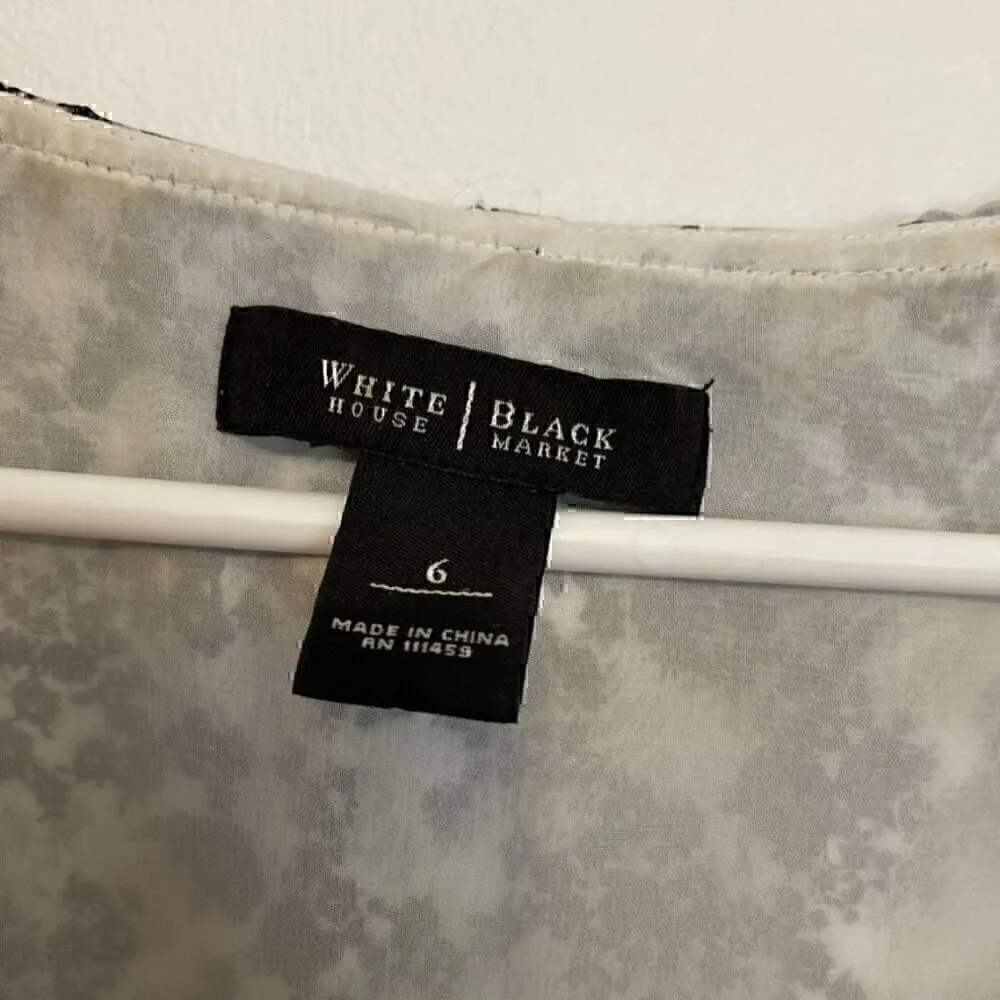 WHITE | BLACK
HOUSE | MARKET
6
MADE IN CHINA
RN 111459